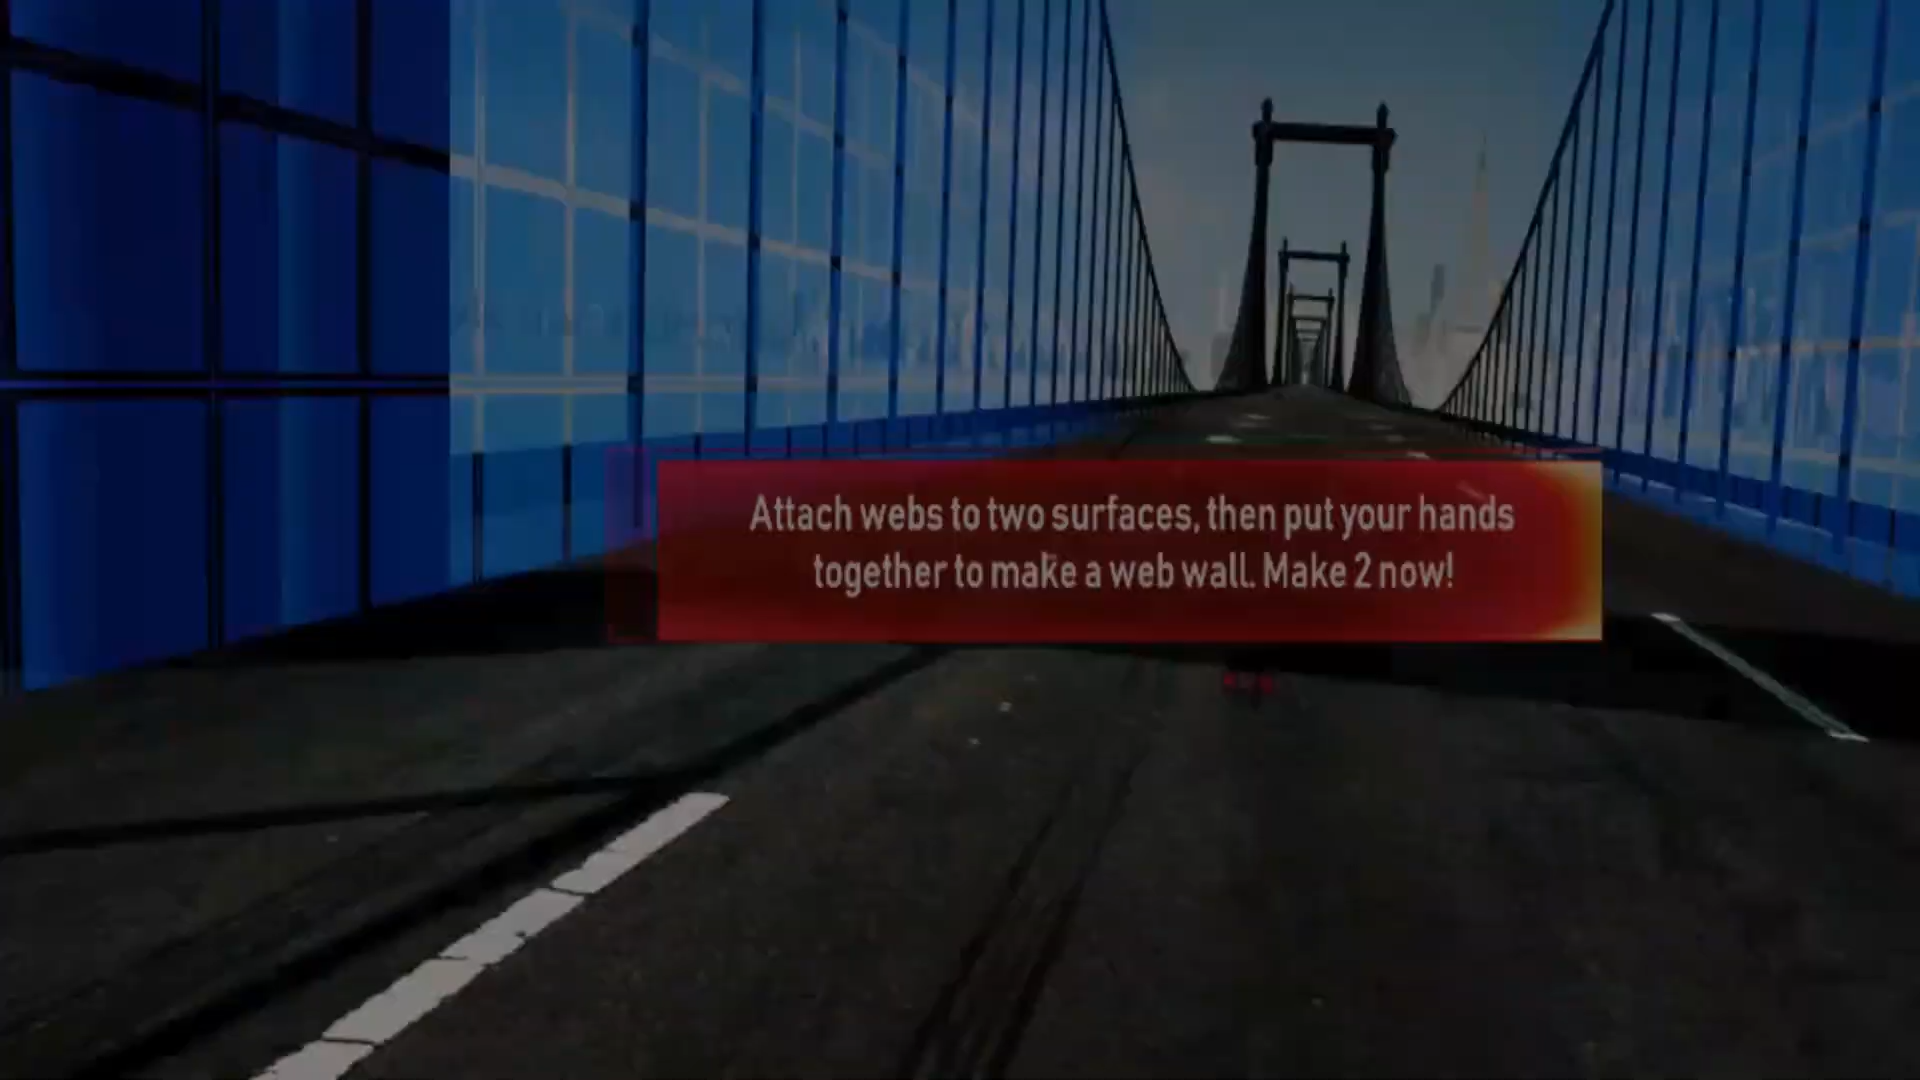 Attach webs to two surfaces, then put your hands
together to make a web wall. Make 2 now!